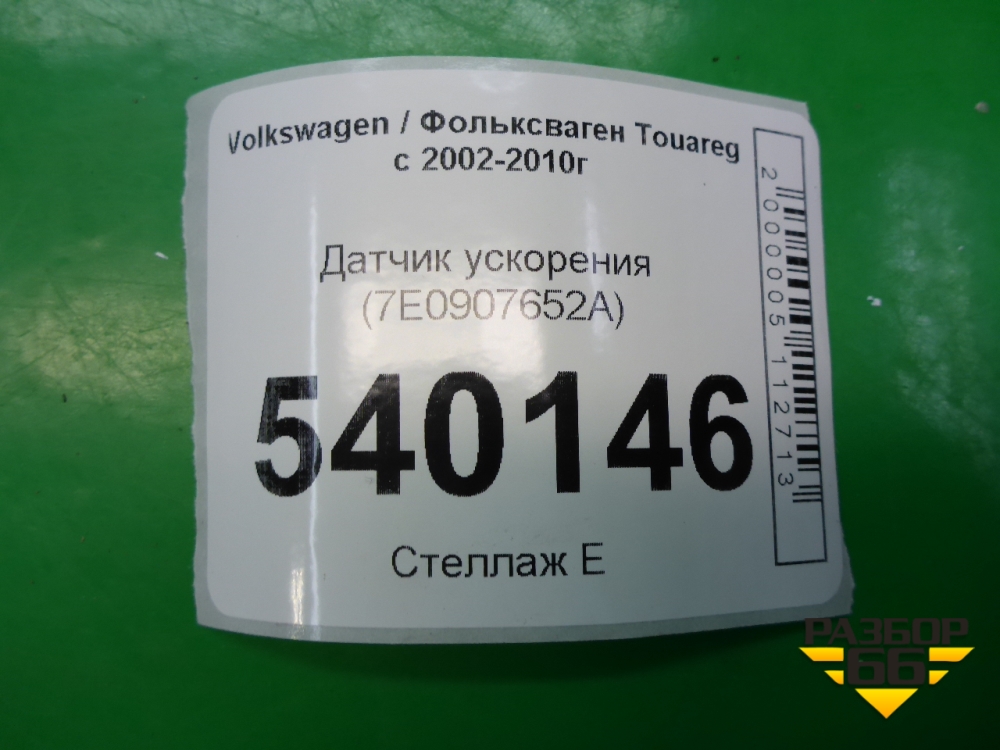 Volkswagen / Фольксваген Touareg
с 2002-2010г
Датчик ускорения
(7E0907652A)
540146
Стеллаж Е
2000005112713
РАЗБОР
66